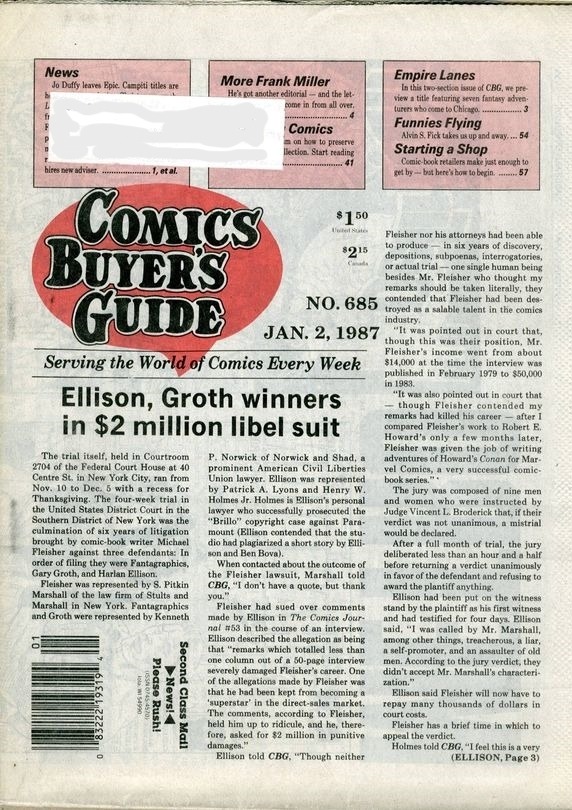 News
Jo Duffy leaves Epic. Campiti titles are
hires new adviser. .................... 1, et al.
More Frank Miller
He's got another editorial — and the let-
come in from all over.
4
Comics
on how to preserve
llection. Start reading
41
Empire Lanes
In this two-section issue of CBG, we pre-
view a title featuring seven fantasy adven-
turers who come to Chicago. ............... 3
Funnies Flying
Alvin S. Fick takes us up and away. ... 54
Starting a Shop
Comic-book retailers make just enough to
get by — but here's how to begin. ........ 57
COMICS
BUYER'S
GUIDE
$1.50
United States
$2.15
Canada
NO. 685
JAN. 2, 1987
Serving the World of Comics Every Week
Ellison, Groth winners
in $2 million libel suit
The trial itself, held in Courtroom
2704 of the Federal Court House at 40
Centre St. in New York City, ran from
Nov. 10 to Dec. 5 with a recess for
Thanksgiving. The four-week trial in
the United States District Court in the
Southern District of New York was the
culmination of six years of litigation
brought by comic-book writer Michael
Fleisher against three defendants: In
order of filing they were Fantagraphics,
Gary Groth, and Harlan Ellison.
Fleisher was represented by S. Pitkin
Marshall of the law firm of Stults and
Marshall in New York. Fantagraphics
and Groth were represented by Kenneth
P. Norwick of Norwick and Shad, a
prominent American Civil Liberties
Union lawyer. Ellison was represented
by Patrick A. Lyons and Henry W.
Holmes Jr. Holmes is Ellison's personal
lawyer who successfully prosecuted the
"Brillo" copyright case against Para-
mount (Ellison contended that the stu-
dio had plagiarized a short story by Elli-
son and Ben Bova).
When contacted about the outcome of
the Fleisher lawsuit, Marshall told
CBG, "I don't have a quote, but thank
you."
Fleisher had sued over comments
made by Ellison in The Comics Jour-
nal #53 in the course of an interview.
Ellison described the allegation as being
that "remarks which totalled less than
one column out of a 50-page interview
severely damaged Fleisher's career. One
of the allegations made by Fleisher was
that he had been kept from becoming a
'superstar' in the direct-sales market.
The comments, according to Fleisher,
held him up to ridicule, and he, there-
fore, asked for $2 million in punitive
damages."
Ellison told CBG, "Though neither
Fleisher nor his attorneys had been able
to produce — in six years of discovery,
depositions, subpoenas, interrogatories,
or actual trial — one single human being
besides Mr. Fleisher who thought my
remarks should be taken literally, they
contended that Fleisher had been des-
troyed as a salable talent in the comics
industry.
"It was pointed out in court that,
though this was their position, Mr.
Fleisher's income went from about
$14,000 at the time the interview was
published in February 1979 to $50,000
in 1983.
"It was also pointed out in court that
— though Fleisher contended my
remarks had killed his career — after I
compared Fleisher's work to Robert E.
Howard's only a few months later,
Fleisher was given the job of writing
adventures of Howard's Conan for Mar-
vel Comics, a very successful comic-
book series."
The jury was composed of nine men
and women who were instructed by
Judge Vincent L. Broderick that, if their
verdict was not unanimous, a mistrial
would be declared.
After a full month of trial, the jury
deliberated less than an hour and a half
before returning a verdict unanimously
in favor of the defendant and refusing to
award the plaintiff anything.
Ellison had been put on the witness
stand by the plaintiff as his first witness
and had testified for four days. Ellison
said, "I was called by Mr. Marshall,
among other things, treacherous, a liar,
a self-promoter, and an assaulter of old
men. According to the jury verdict, they
didn't accept Mr. Marshall's characteri-
zation."
Ellison said Fleisher will now have to
repay many thousands of dollars in
court costs.
Fleisher has a brief time in which to
appeal the verdict.
Holmes told CBG, "I feel this is a very
(ELLISON, Page 3)
01
0 83222 19319 4
Second Class Mail
News!
Please Rush!
(ISSN 0745-4570)
Iola, WI 54990